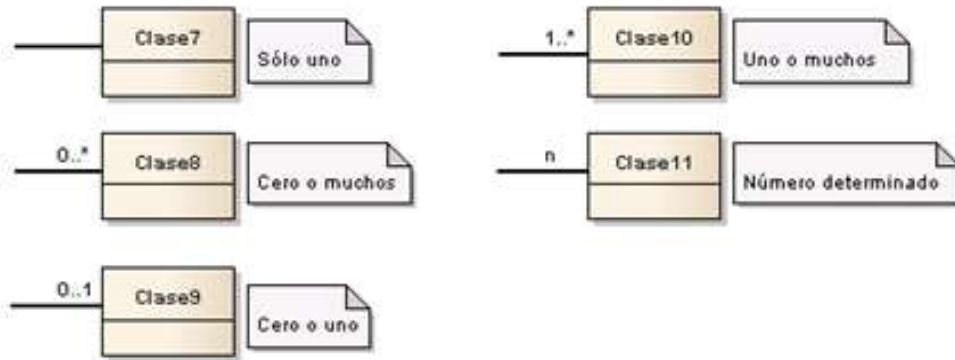 Clase7
Sólo uno
1..*
Clase10
Uno o muchos
0..*
Clase8
Cero o muchos
n
Clase11
Número determinado
0..1
Clase9
Cero o uno